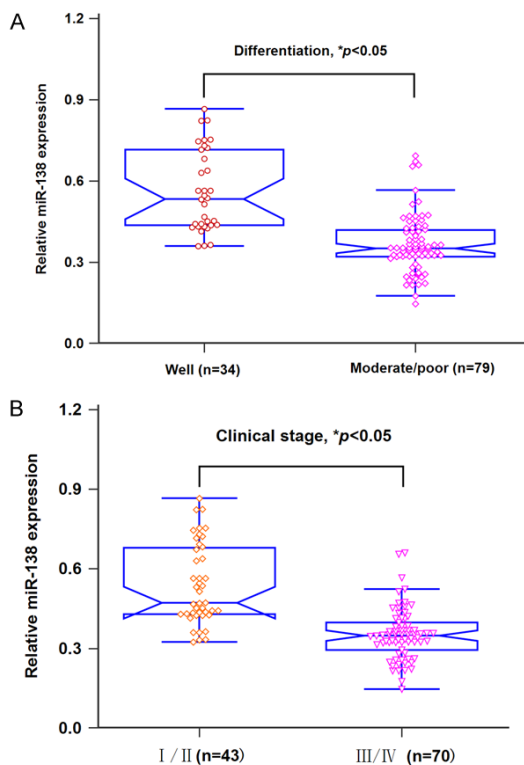 A
Differentiation, *p<0.05
Relative miR-138 expression
1.2
0.9
0.6
0.3
0.0
Well (n=34)
Moderate/poor (n=79)
B
Clinical stage, *p<0.05
Relative miR-138 expression
1.2
0.9
0.6
0.3
0.0
Ⅰ/Ⅱ (n=43)
III/IV (n=70)